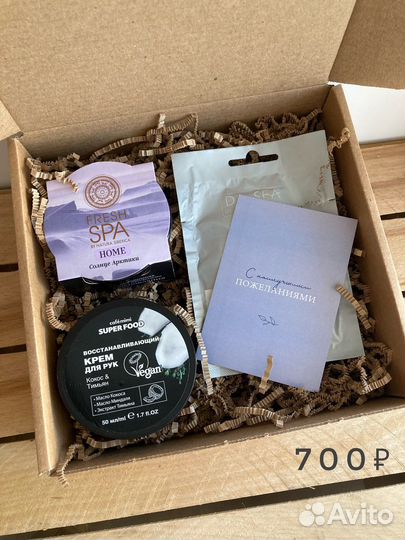 FRESH
SPA
BY NATURA SIBERICA
HOME
Солнце Арктики
SPA
С наилучшими
ПОЖЕЛАНИЯМИ
café mimi
SUPER FOOD
ВОССТАНАВЛИВАЮЩИЙ
КРЕМ
ДЛЯ РУК
Vegan
Кокос &
Тимьян
• Масло Кокоса
• Масло Миндаля
• Экстракт Тимьяна
50 мл/ml ℮ 1.7 fl.oz
700₽
Avito